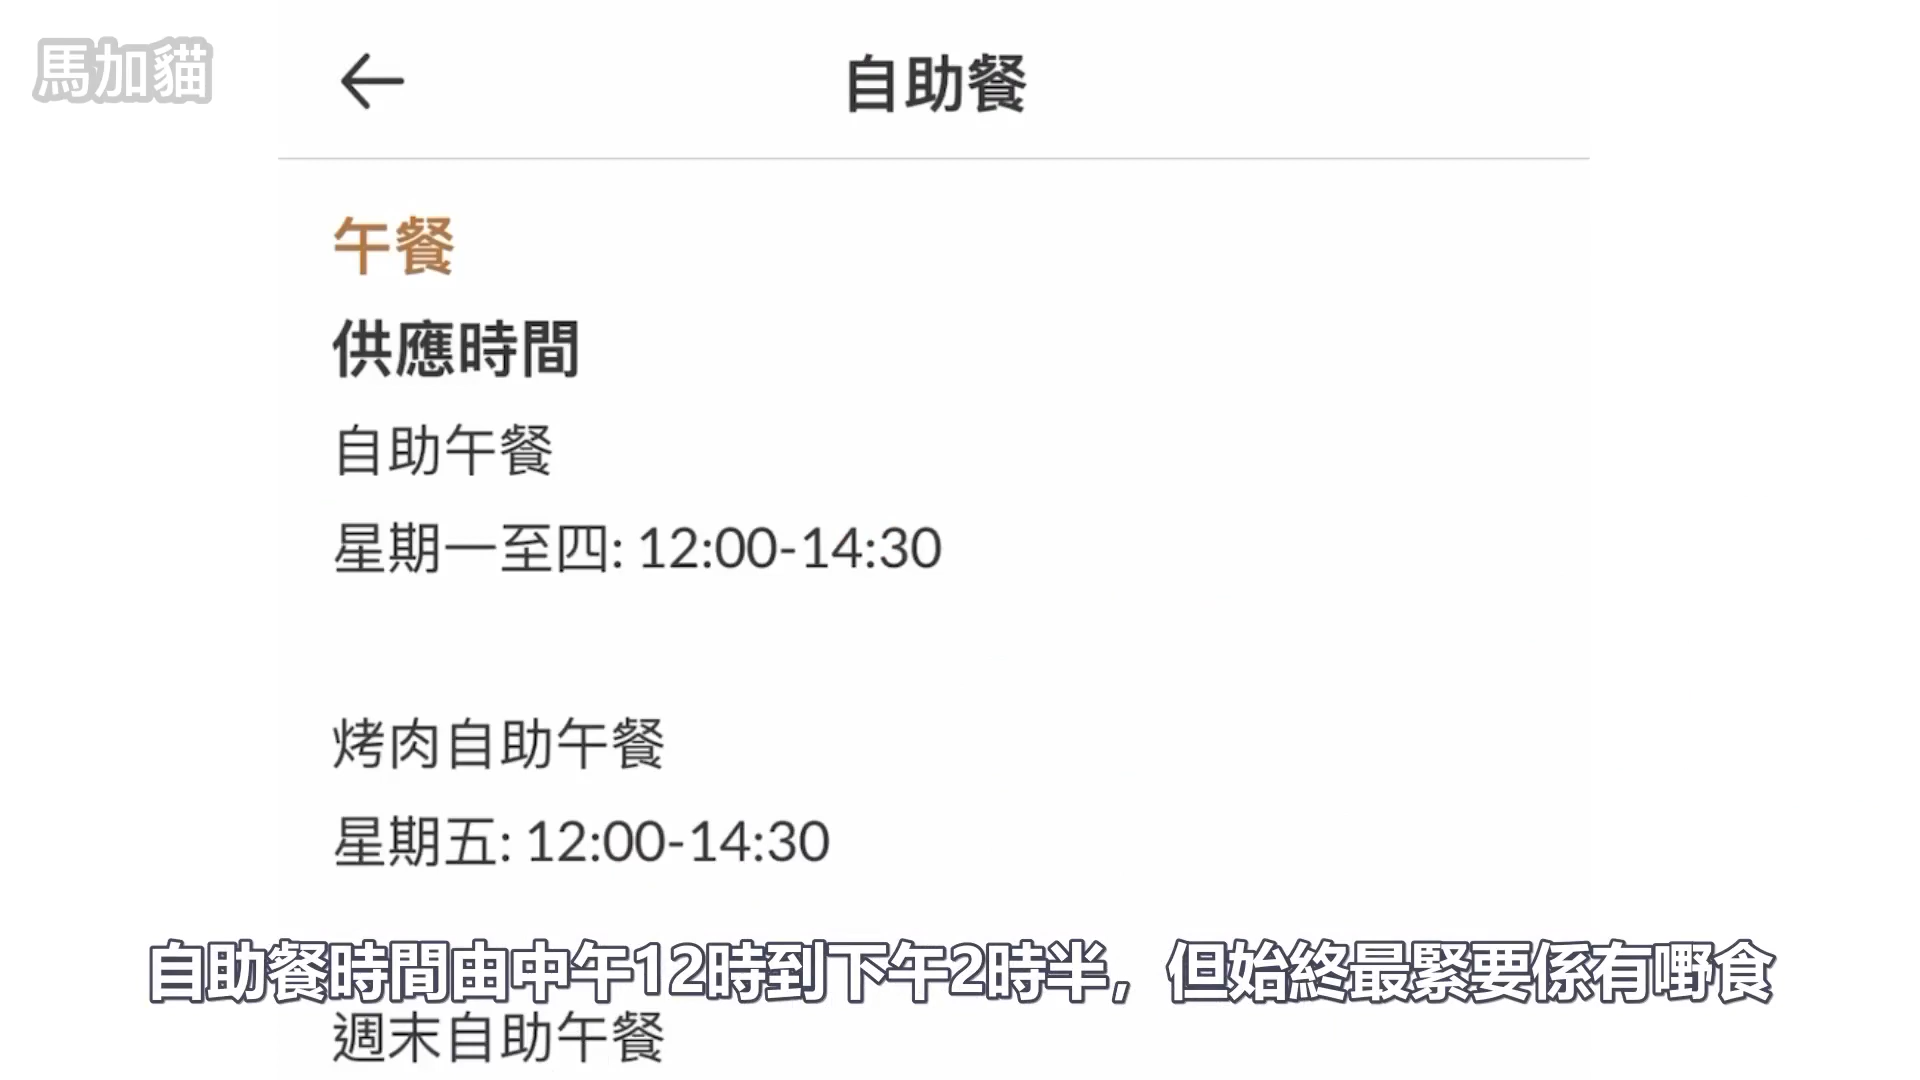 馬加貓
自助餐
午餐
供應時間
自助午餐
星期一至四: 12:00-14:30
烤肉自助午餐
星期五: 12:00-14:30
自助餐時間由中午12時到下午2時半，但始終最緊要係有嘢食
週末自助午餐